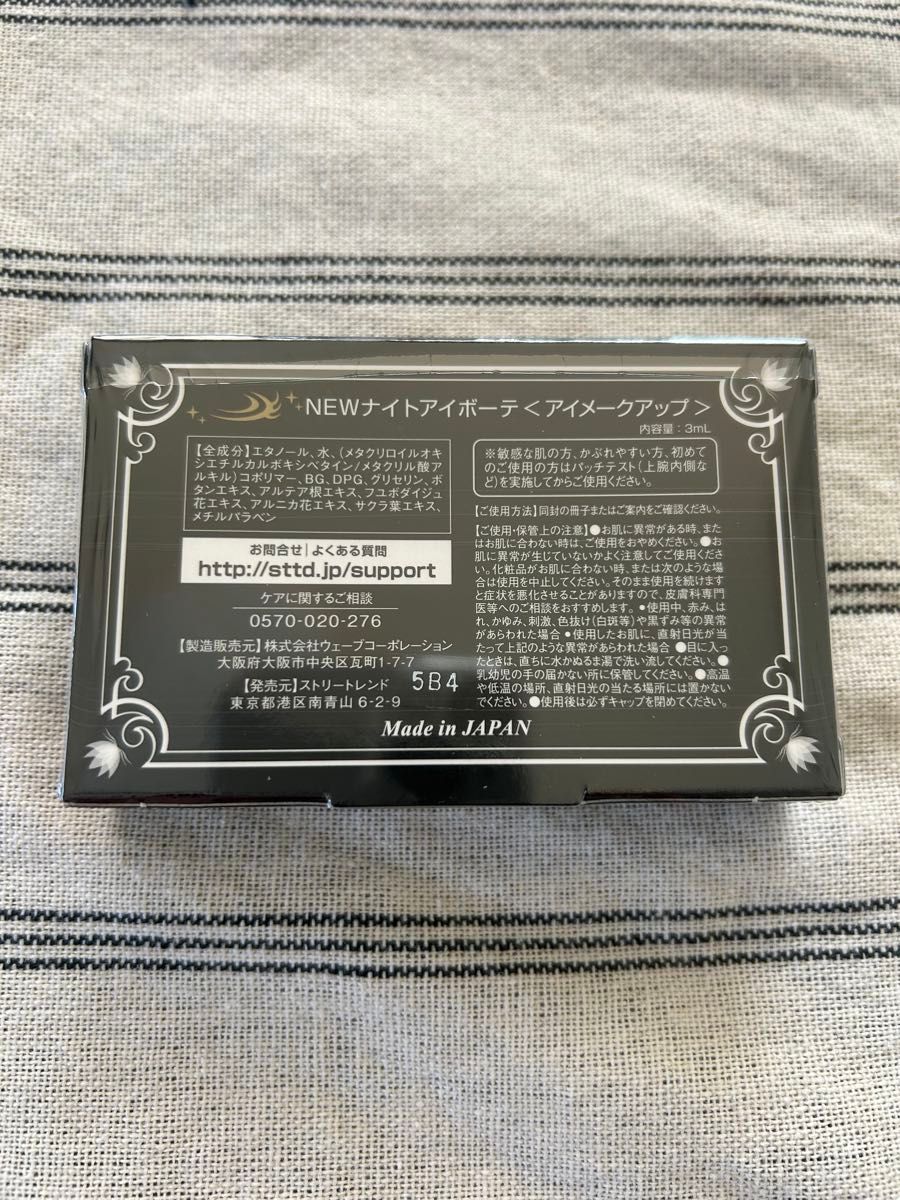 NEWナイトアイボーテ＜アイメークアップ＞
内容量：3mL
【全成分】エタノール、水、（メタクリロイルオキ
シエチルカルボキシベタイン/メタクリル酸ア
ルキル）コポリマー、BG、DPG、グリセリン、ボ
タンエキス、アルテア根エキス、フユボダイジュ
花エキス、アルニカ花エキス、サクラ葉エキス、
メチルパラベン
お問合せ｜よくある質問
http://sttd.jp/support
ケアに関するご相談
0570-020-276
【製造販売元】株式会社ウェーブコーポレーション
大阪府大阪市中央区瓦町1-7-7
【発売元】ストリートレンド
東京都港区南青山6-2-9
5B4
※敏感な肌の方、かぶれやすい方、初めて
のご使用の方はパッチテスト（上腕内側な
ど）を実施してからご使用ください。
【ご使用方法】同封の冊子またはご案内をご確認ください。
【ご使用・保管上の注意】●お肌に異常がある時、また
はお肌に合わない時は、ご使用をおやめください。●お
肌に異常が生じていないかよく注意してご使用くださ
い。化粧品がお肌に合わない時、または次のような場
合は使用を中止してください。そのまま使用を続けます
と症状を悪化させることがありますので、皮膚科専門
医等へのご相談をおすすめします。●使用中、赤み、は
れ、かゆみ、刺激、色抜け（白斑等）や黒ずみ等の異常
があらわれた場合 ●使用したお肌に、直射日光が当
たって上記のような異常があらわれた場合 ●目に入っ
たときは、直ちに水かぬるま湯で洗い流してください。●
乳幼児の手の届かない所に保管してください。●高温
や低温の場所、直射日光の当たる場所には置かない
でください。●使用後は必ずキャップを閉めてください。
Made in JAPAN